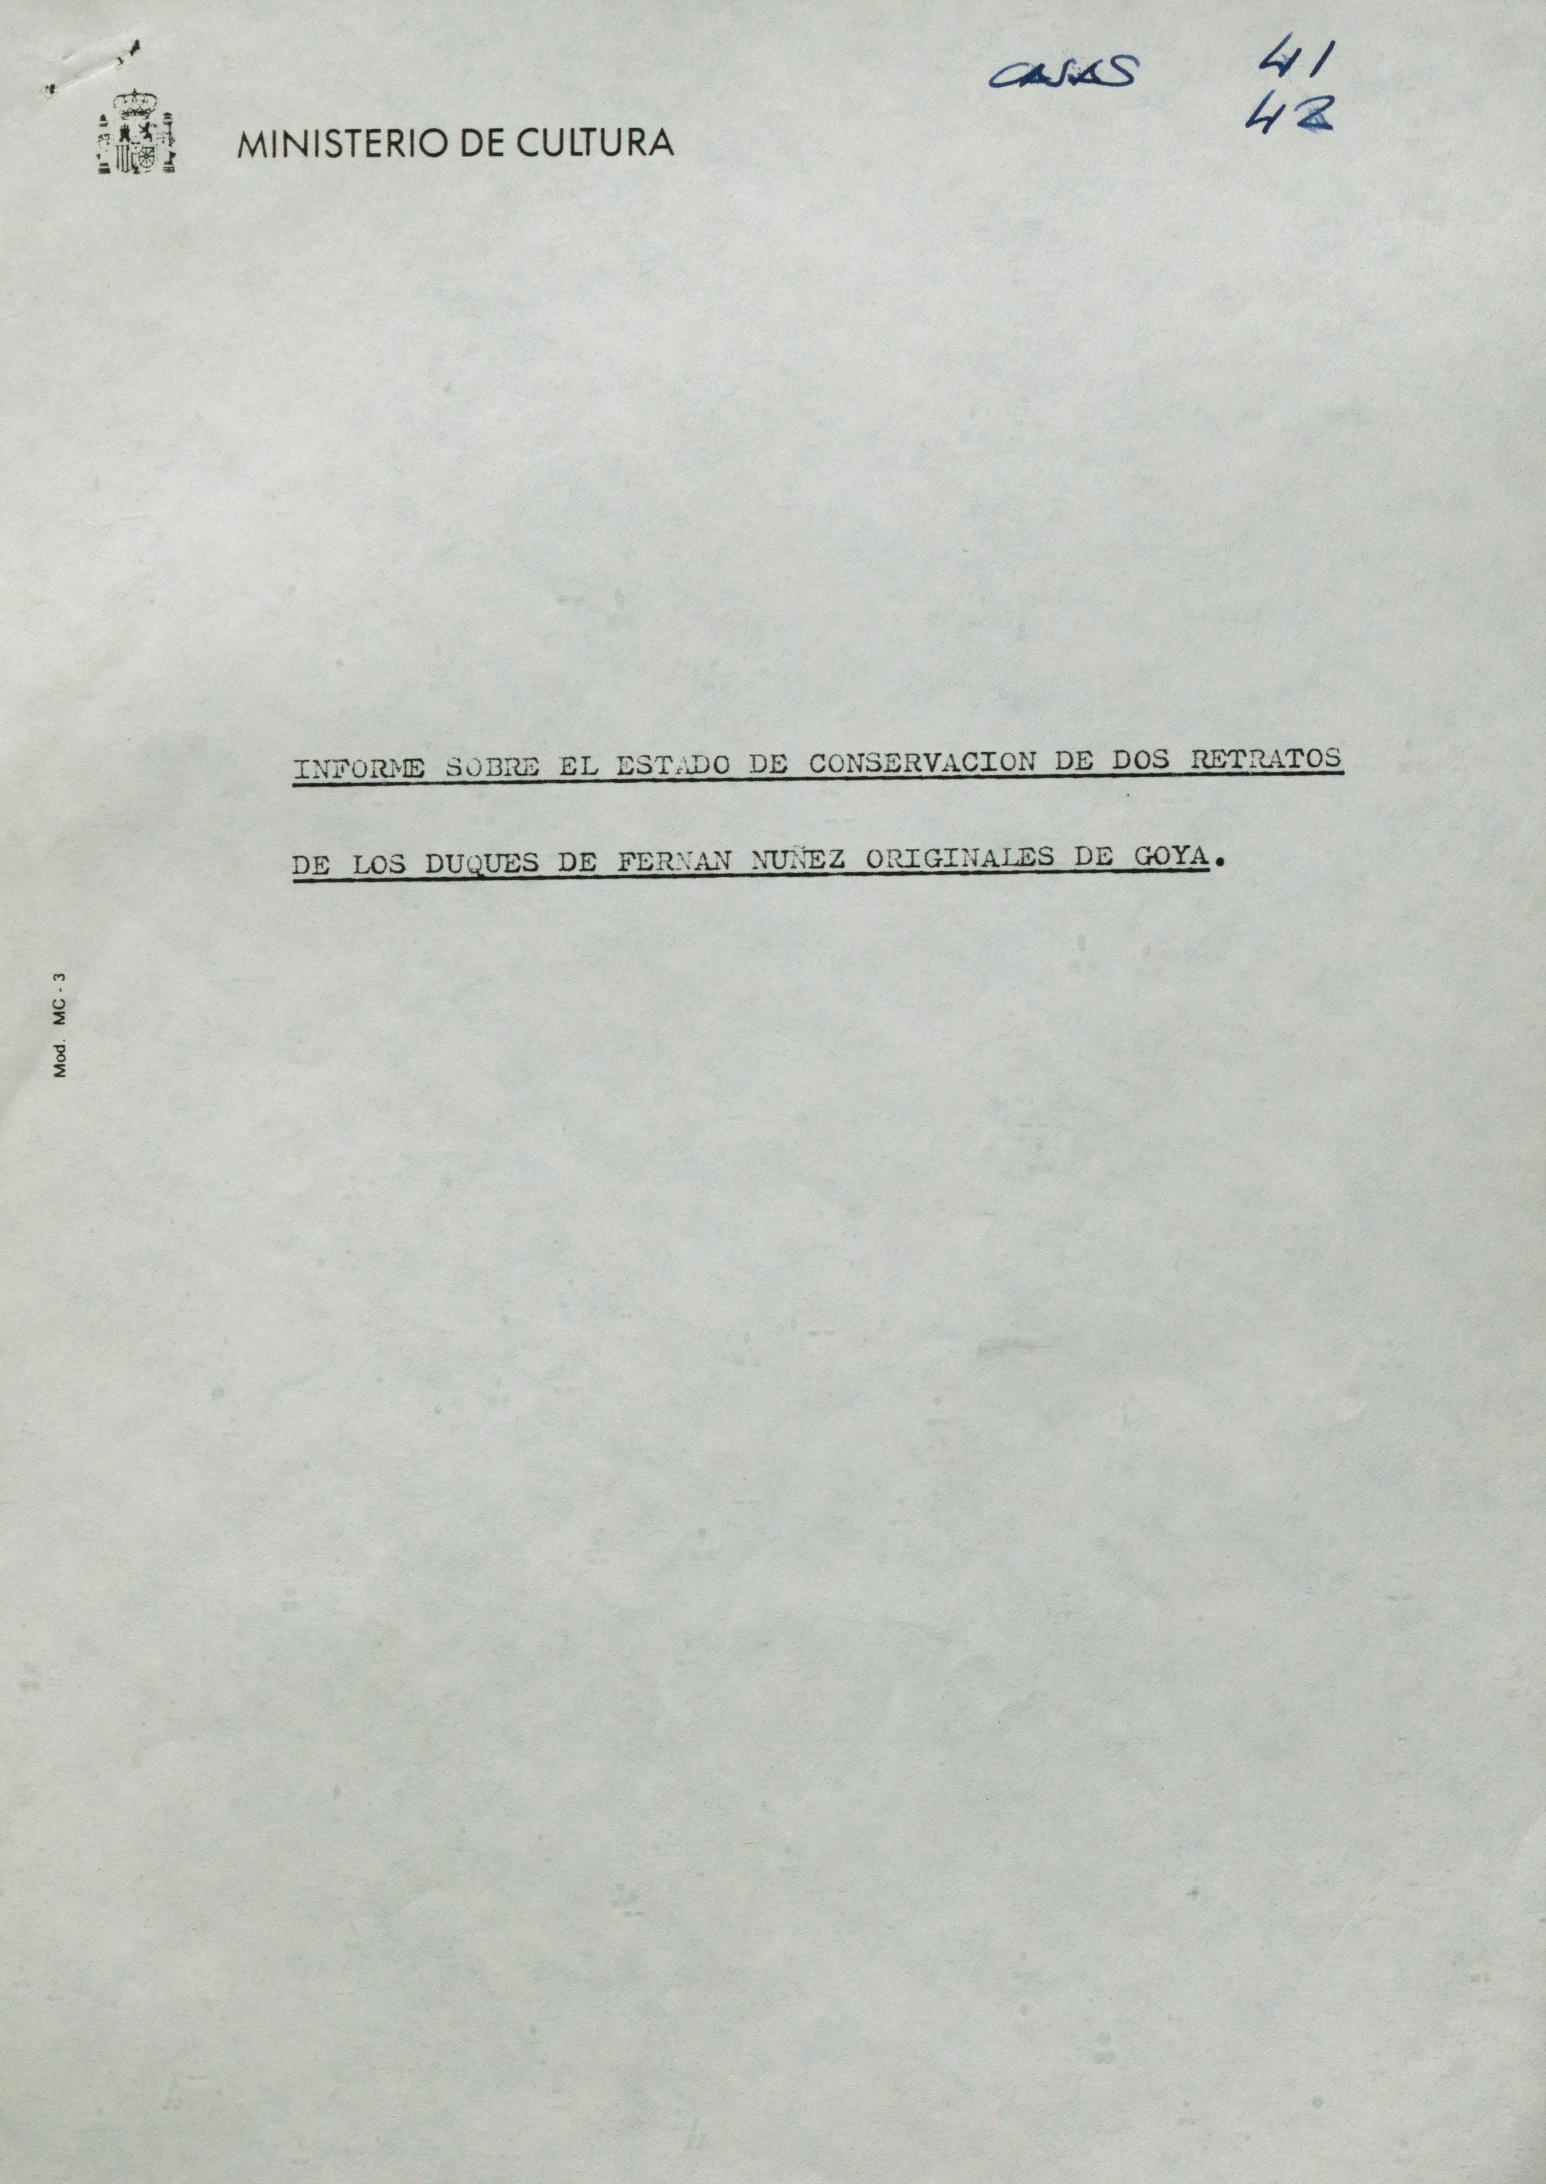 CAJAS 41
42
MINISTERIO DE CULTURA
INFORME SOBRE EL ESTADO DE CONSERVACION DE DOS RETRATOS
DE LOS DUQUES DE FERNAN NUÑEZ ORIGINALES DE GOYA.
Mod. MC - 3